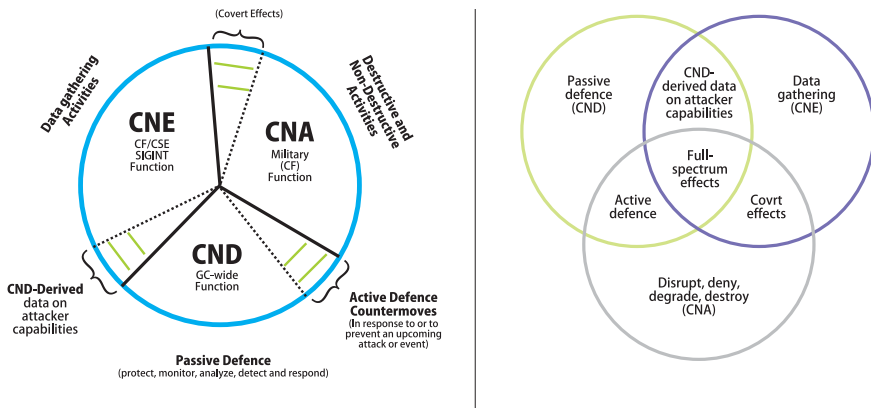 (Covert Effects)
Data gathering
Activities
Destructive and
Non-Destructive
Activities
CNE
CF/CSE
SIGINT
Function
CNA
Military
(CF)
Function
CND
GC-wide
Function
CND-Derived
data on
attacker
capabilities
Active Defence
Countermoves
(In response to or to
prevent an upcoming
attack or event)
Passive Defence
(protect, monitor, analyze, detect and respond)
Passive
defence
(CND)
CND-
derived data
on attacker
capabilities
Data
gathering
(CNE)
Full-
spectrum
effects
Active
defence
Covrt
effects
Disrupt, deny,
degrade, destroy
(CNA)